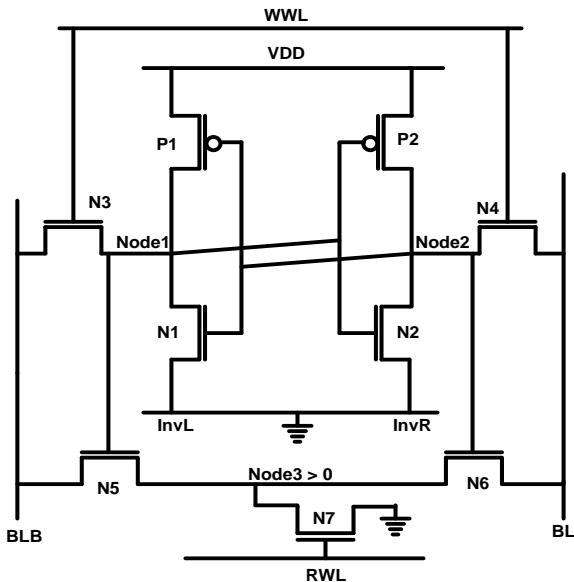 WWL
VDD
P1
P2
N3
N4
Node1
Node2
N1
N2
InvL
InvR
Node3 > 0
N5
N6
N7
BLB
BL
RWL